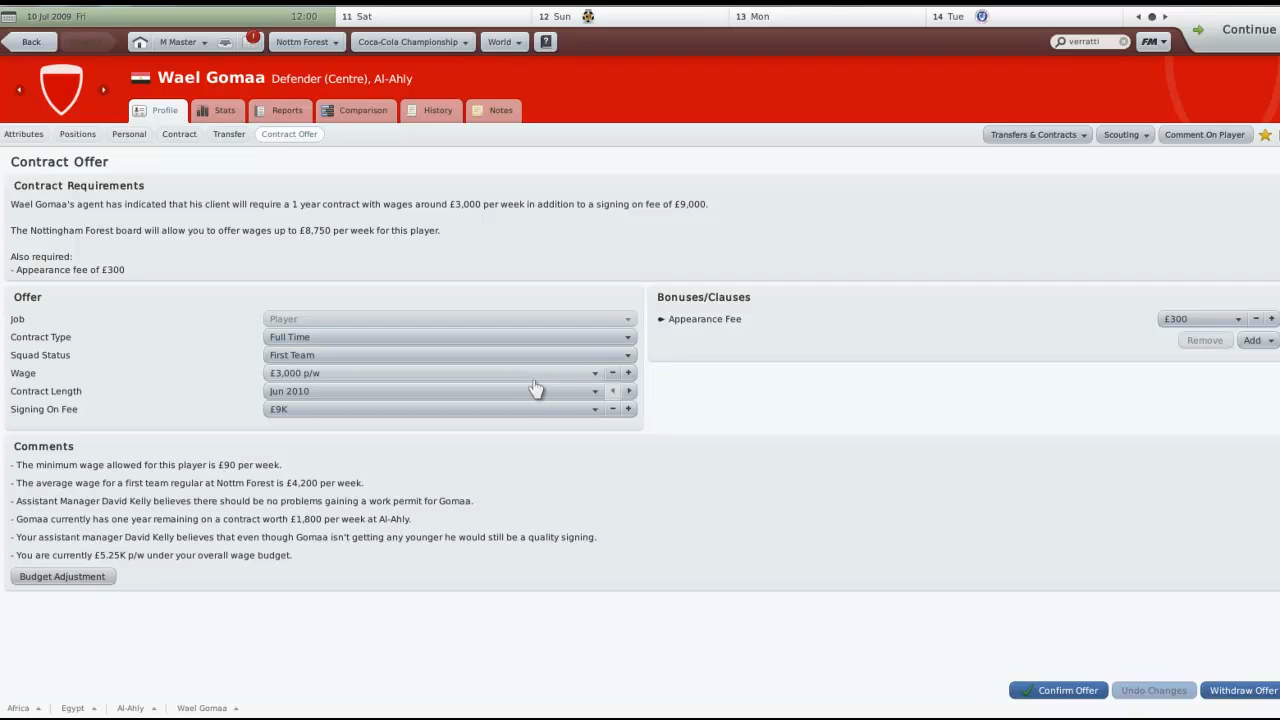 10 Jul 2009 Fri 12:00 11 Sat 12 Sun 13 Mon 14 Tue
Continue
Back M Master Nottm Forest Coca-Cola Championship World ? verratti FM
Wael Gomaa Defender (Centre), Al-Ahly
Profile Stats Reports Comparison History Notes
Attributes Positions Personal Contract Transfer Contract Offer Transfers & Contracts Scouting Comment On Player
Contract Offer
Contract Requirements
Wael Gomaa's agent has indicated that his client will require a 1 year contract with wages around £3,000 per week in addition to a signing on fee of £9,000.
The Nottingham Forest board will allow you to offer wages up to £8,750 per week for this player.
Also required:
- Appearance fee of £300
Offer
Job Player
Contract Type Full Time
Squad Status First Team
Wage £3,000 p/w
Contract Length Jun 2010
Signing On Fee £9K
Bonuses/Clauses
Appearance Fee £300
Remove Add
Comments
- The minimum wage allowed for this player is £90 per week.
- The average wage for a first team regular at Nottm Forest is £4,200 per week.
- Assistant Manager David Kelly believes there should be no problems gaining a work permit for Gomaa.
- Gomaa currently has one year remaining on a contract worth £1,800 per week at Al-Ahly.
- Your assistant manager David Kelly believes that even though Gomaa isn't getting any younger he would still be a quality signing.
- You are currently £5.25K p/w under your overall wage budget.
Budget Adjustment
Confirm Offer Undo Changes Withdraw Offer
Africa Egypt Al-Ahly Wael Gomaa